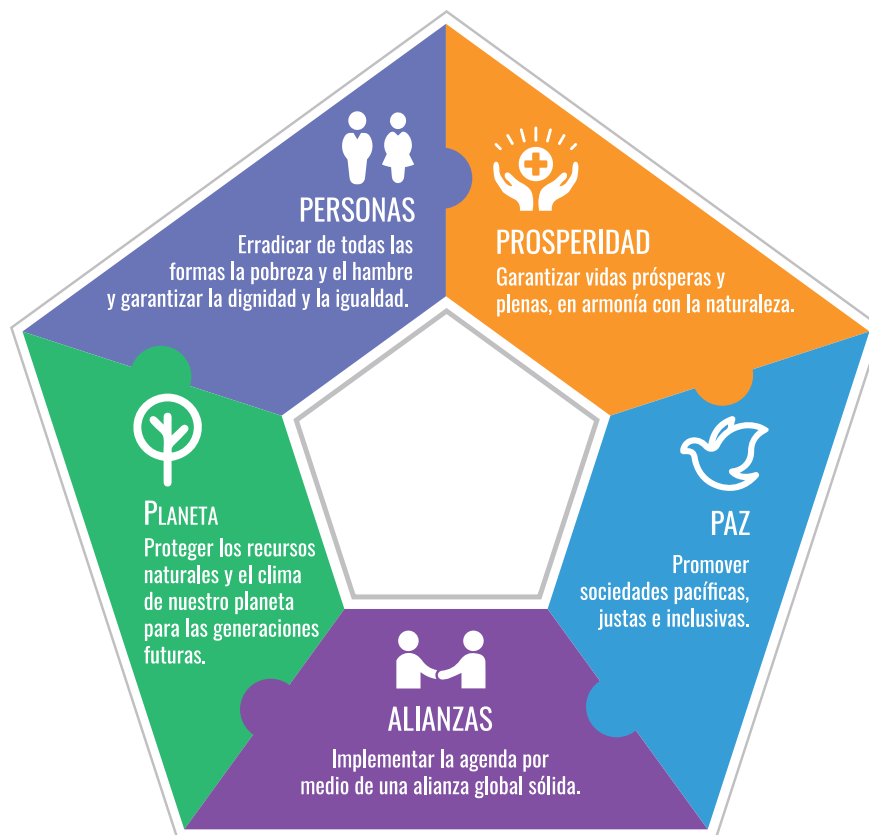 PERSONAS
Erradicar de todas las
formas la pobreza y el hambre
y garantizar la dignidad y la igualdad.
PROSPERIDAD
Garantizar vidas prósperas y
plenas, en armonía con la naturaleza.
PLANETA
Proteger los recursos
naturales y el clima
de nuestro planeta
para las generaciones
futuras.
PAZ
Promover
sociedades pacíficas,
justas e inclusivas.
ALIANZAS
Implementar la agenda por
medio de una alianza global sólida.